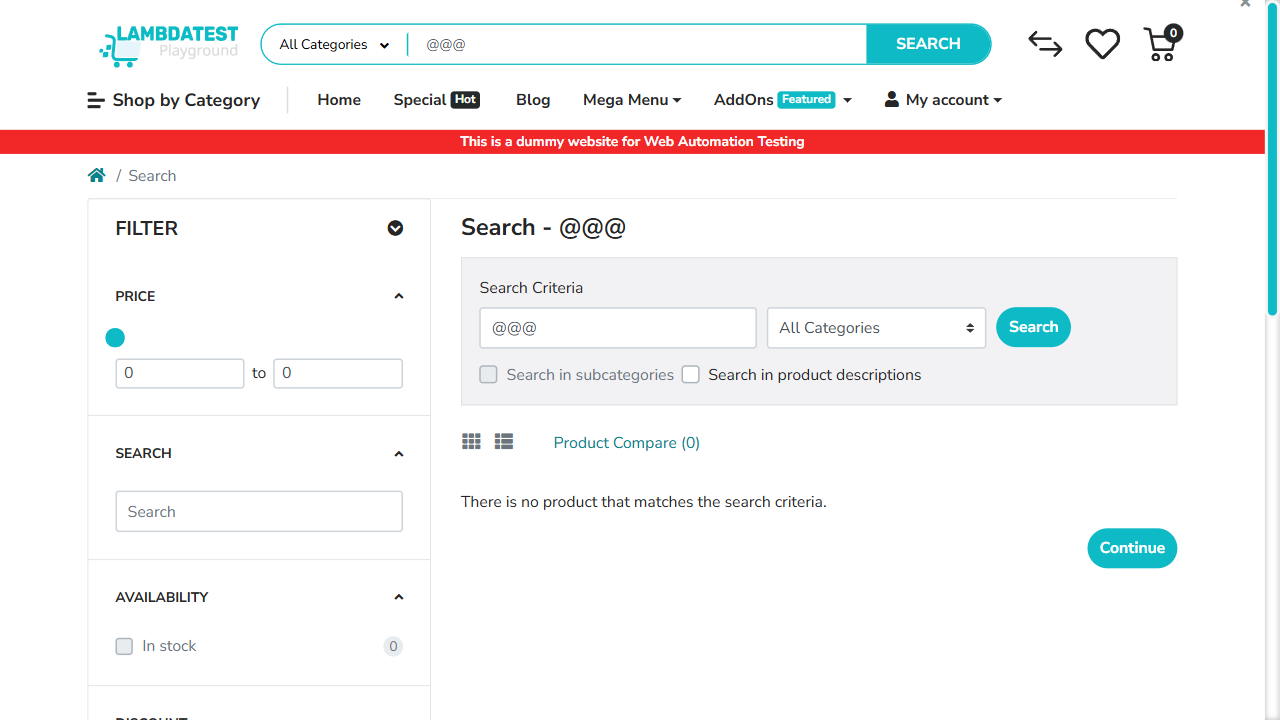 LAMBDATEST
Playground
All Categories
@@@
SEARCH
0
Shop by Category
Home
Special Hot
Blog
Mega Menu
AddOns Featured
My account
This is a dummy website for Web Automation Testing
/ Search
FILTER
PRICE
0 to 0
SEARCH
Search
AVAILABILITY
In stock 0
DISCOUNT
Search - @@@
Search Criteria
@@@ All Categories Search
Search in subcategories Search in product descriptions
Product Compare (0)
There is no product that matches the search criteria.
Continue